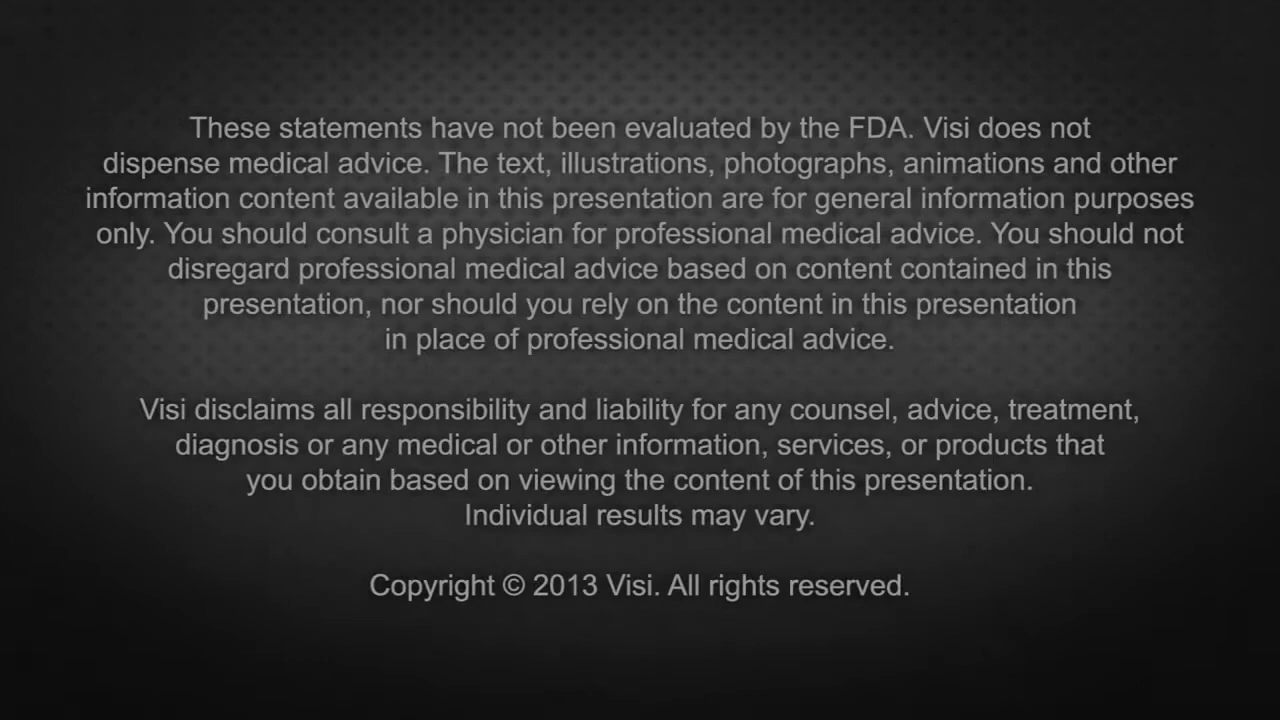 These statements have not been evaluated by the FDA. Visi does not
dispense medical advice. The text, illustrations, photographs, animations and other
information content available in this presentation are for general information purposes
only. You should consult a physician for professional medical advice. You should not
disregard professional medical advice based on content contained in this
presentation, nor should you rely on the content in this presentation
in place of professional medical advice.
Visi disclaims all responsibility and liability for any counsel, advice, treatment,
diagnosis or any medical or other information, services, or products that
you obtain based on viewing the content of this presentation.
Individual results may vary.
Copyright © 2013 Visi. All rights reserved.